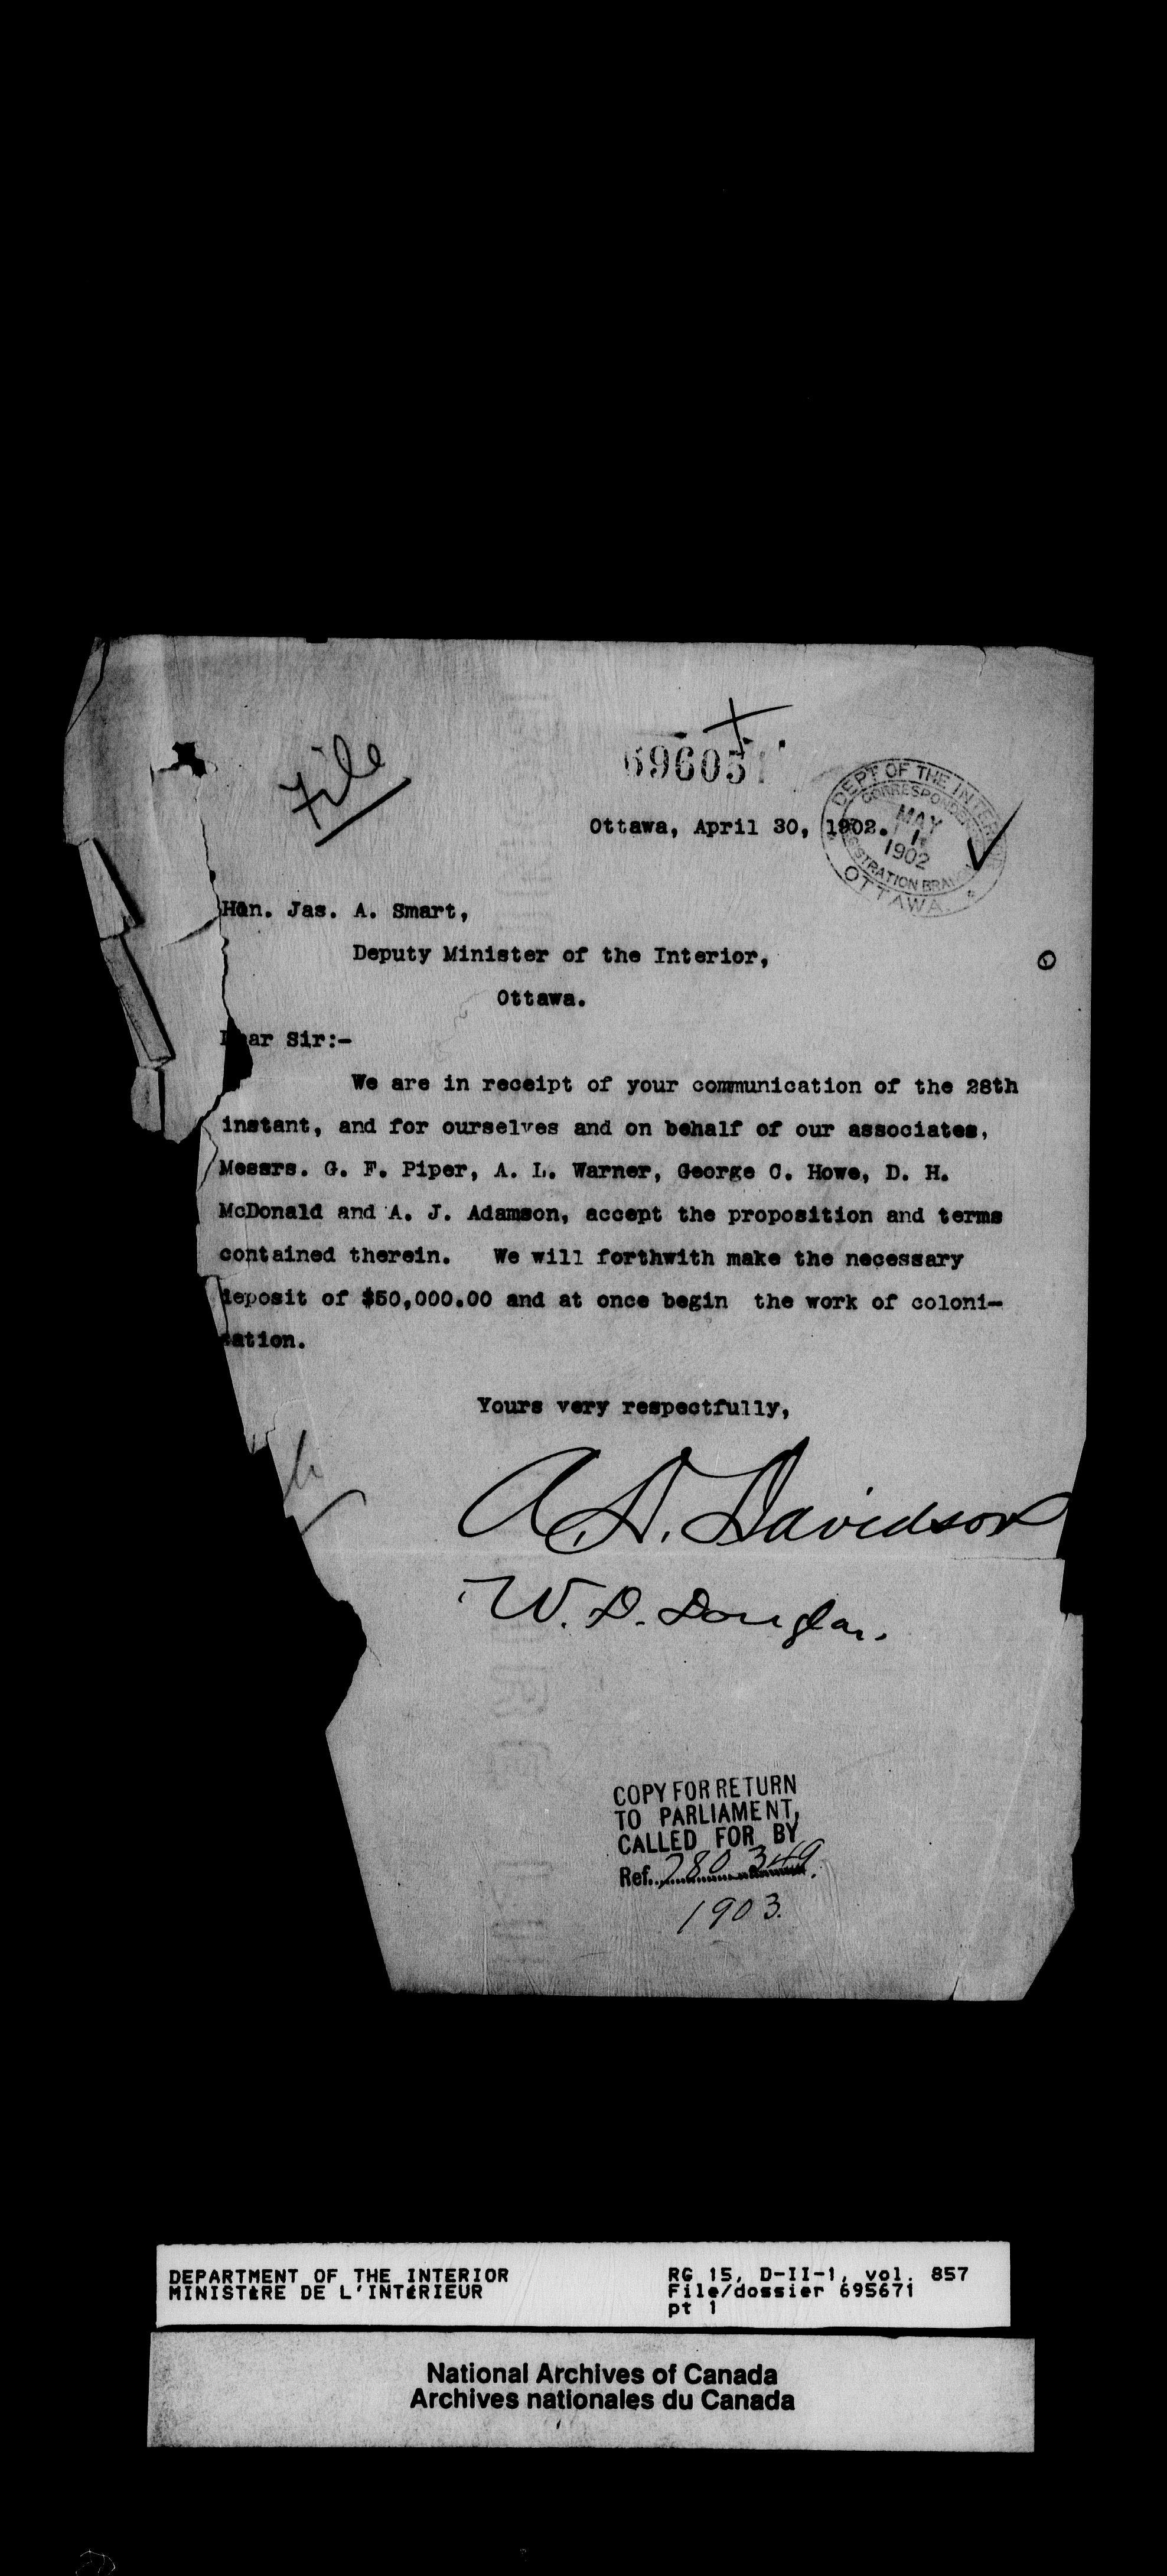 File
69605
Ottawa, April 30, 1902.
DEPT OF THE INTERIOR
CORRESPONDENCE
MAY
1
1902
REGISTRATION BRANCH
OTTAWA.
Hon. Jas. A. Smart,
Deputy Minister of the Interior,
Ottawa.
Dear Sir:-
We are in receipt of your communication of the 28th
instant, and for ourselves and on behalf of our associates,
Messrs. G. F. Piper, A. L. Warner, George C. Howe, D. H.
McDonald and A. J. Adamson, accept the proposition and terms
contained therein. We will forthwith make the necessary
deposit of $50,000.00 and at once begin the work of coloni-
zation.
Yours very respectfully,
A. D. Davidson
W. D. Douglas.
COPY FOR RETURN
TO PARLIAMENT,
CALLED FOR BY
Ref. 780349.
1903.
DEPARTMENT OF THE INTERIOR
MINISTÈRE DE L'INTÉRIEUR
RG 15, D-II-1, vol. 857
File/dossier 695671
pt 1
National Archives of Canada
Archives nationales du Canada